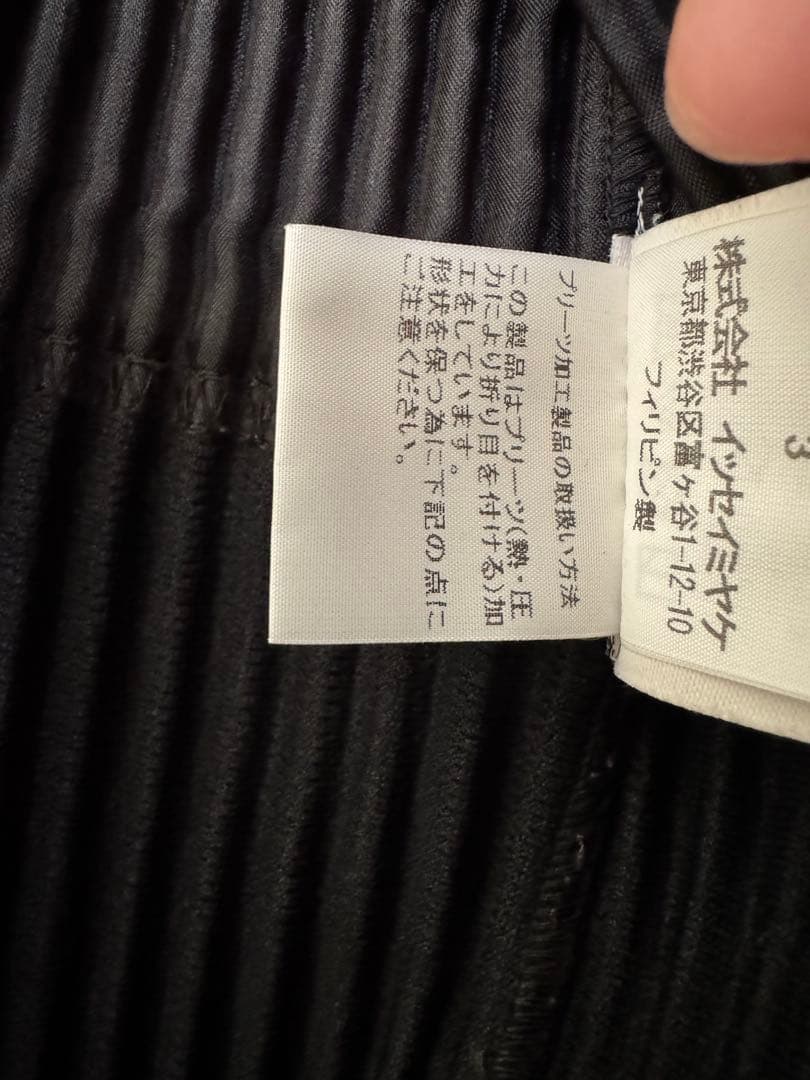 3
株式会社 イッセイミヤケ
東京都渋谷区富ヶ谷1-12-10
フィリピン製
プリーツ加工製品の取扱い方法
この製品はプリーツ(熱・圧
力により折り目を付ける)加
工をしています。
形状を保つ為に下記の点に
ご注意ください。